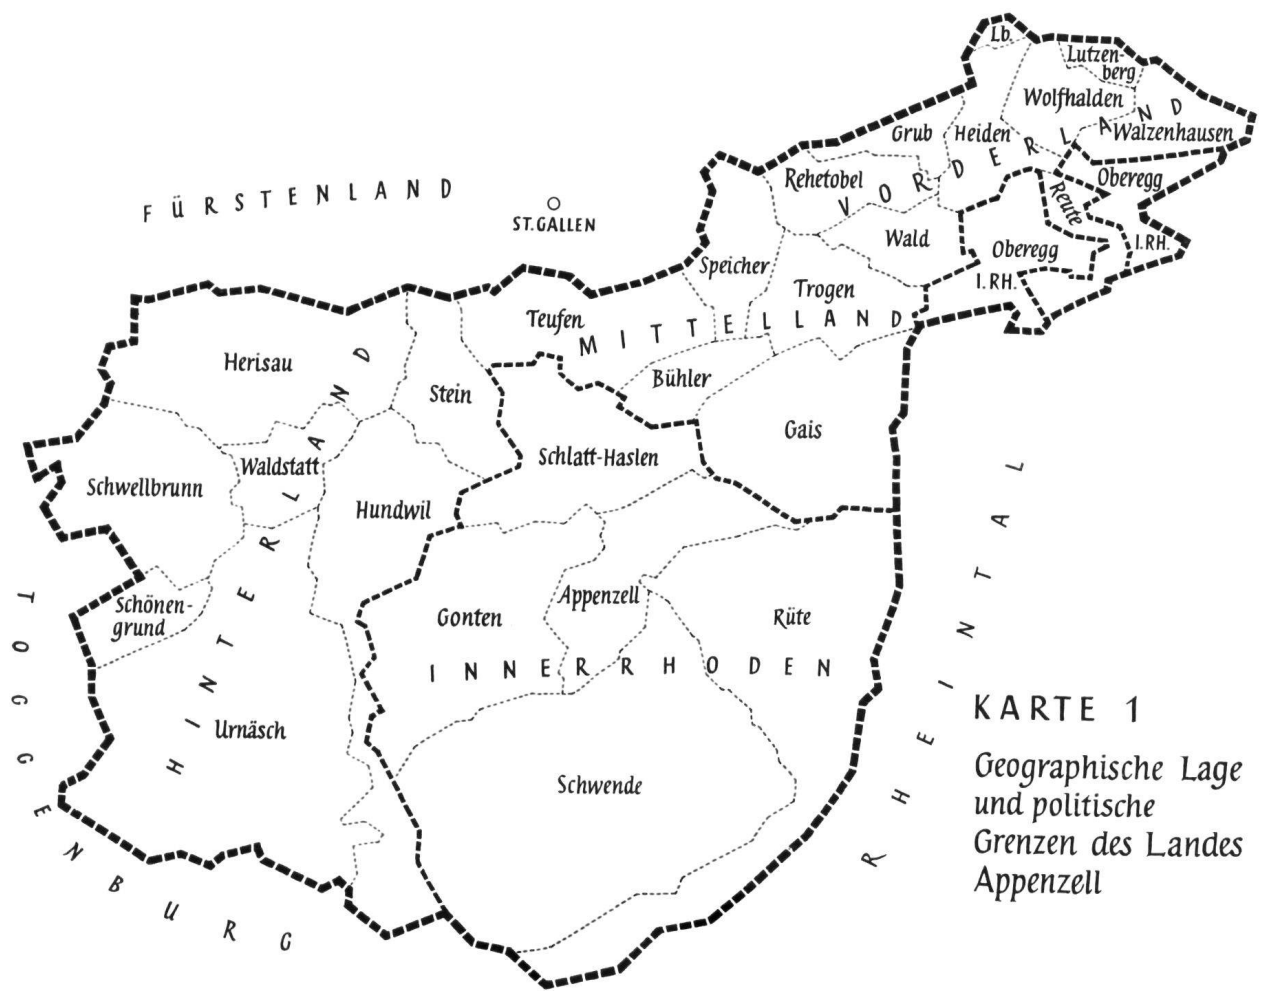 Lb.
Lutzen-
berg
Wolfhalden
Grub
Heiden
Walzenhausen
VORDERLAND
Rehetobel
Oberegg
Reute
FÜRSTENLAND
ST. GALLEN
Wald
Oberegg
I. RH.
I. RH.
Speicher
Trogen
Teufen
MITTELLAND
Herisau
Bühler
Stein
Gais
Schlatt-Haslen
Waldstatt
Schwellbrunn
Hundwil
HINTERLAND
Schönen-
grund
Gonten
Appenzell
Rüte
INNERRHODEN
Urnäsch
Schwende
TOGGENBURG
RHEINTAL
KARTE 1
Geographische Lage
und politische
Grenzen des Landes
Appenzell